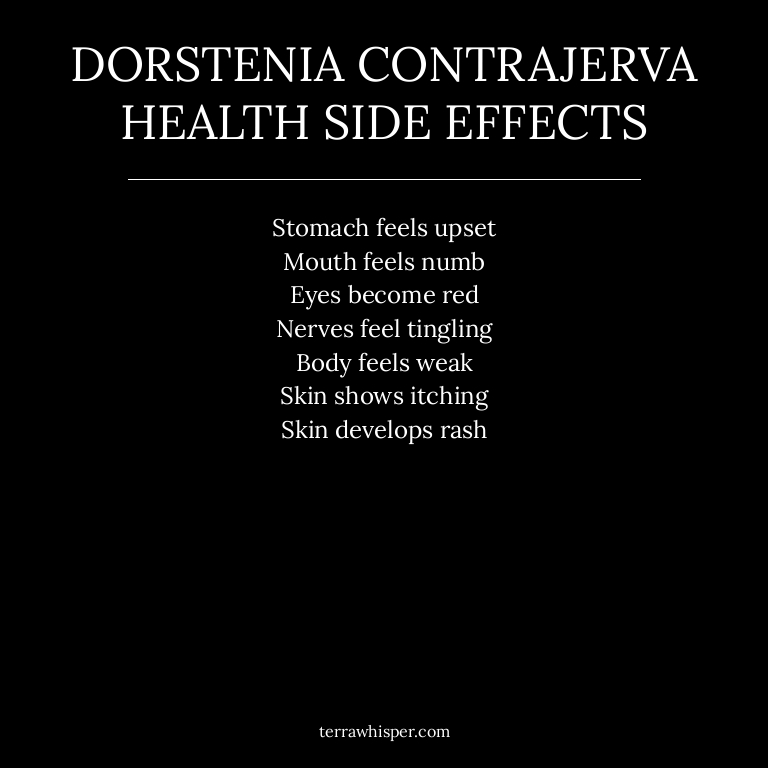 DORSTENIA CONTRAJERVA
HEALTH SIDE EFFECTS
Stomach feels upset
Mouth feels numb
Eyes become red
Nerves feel tingling
Body feels weak
Skin shows itching
Skin develops rash
terrawhisper.com